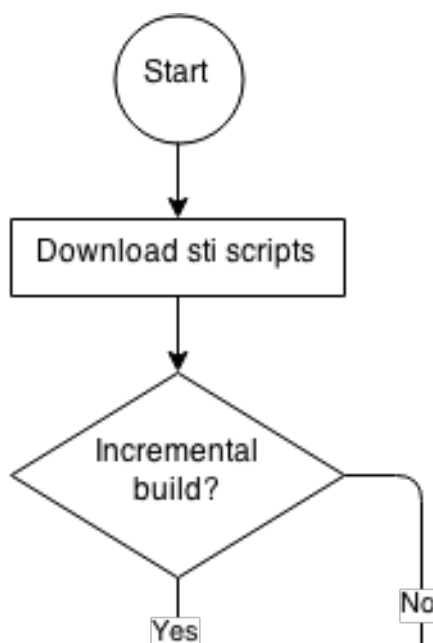 Start
Download sti scripts
Incremental
build?
No
Yes